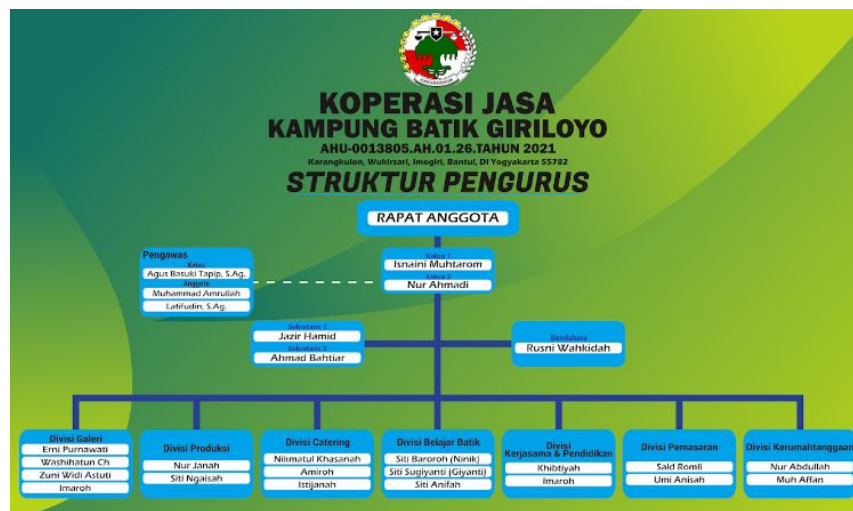 KOPERASI JASA
KAMPUNG BATIK GIRILOYO
AHU-0013805.AH.01.26.TAHUN 2021
Karangkulon, Wukirsari, Imogiri, Bantul, DI Yogyakarta 55782
STRUKTUR PENGURUS
RAPAT ANGGOTA
Pengawas
Ketua
Agus Basuki Tapip, S.Ag.
Anggota
Muhammad Amrullah
Latifudin, S.Ag.
Ketua 1
Isnaini Muhtarom
Ketua 2
Nur Ahmadi
Sekretaris 1
Jazir Hamid
Sekretaris 2
Ahmad Bahtiar
Bendahara
Rusni Wahkidah
Divisi Galeri
Erni Purnawati
Washihatun Ch
Zuni Widi Astuti
Imaroh
Divisi Produksi
Nur Janah
Siti Ngaisah
Divisi Catering
Nikmatul Khasanah
Amiroh
Istijanah
Divisi Belajar Batik
Siti Baroroh (Ninik)
Siti Sugiyanti (Giyanti)
Siti Anifah
Divisi
Kerjasama & Pendidikan
Khibtiyah
Imaroh
Divisi Pemasaran
Said Romli
Umi Anisah
Divisi Kerumahtanggaan
Nur Abdullah
Muh Affan